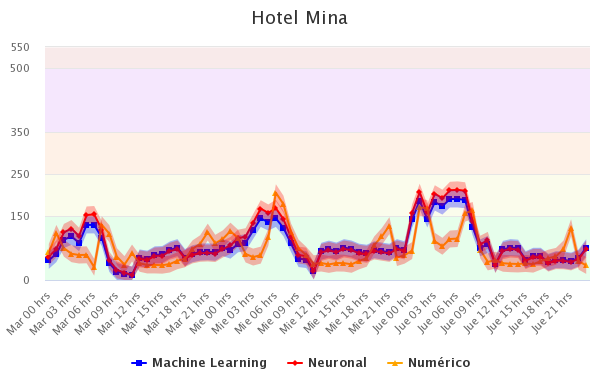 Hotel Mina
550
500
350
250
150
0
Mar 00 hrs
Mar 03 hrs
Mar 06 hrs
Mar 09 hrs
Mar 12 hrs
Mar 15 hrs
Mar 18 hrs
Mar 21 hrs
Mie 00 hrs
Mie 03 hrs
Mie 06 hrs
Mie 09 hrs
Mie 12 hrs
Mie 15 hrs
Mie 18 hrs
Mie 21 hrs
Jue 00 hrs
Jue 03 hrs
Jue 06 hrs
Jue 09 hrs
Jue 12 hrs
Jue 15 hrs
Jue 18 hrs
Jue 21 hrs
Machine Learning Neuronal Numérico